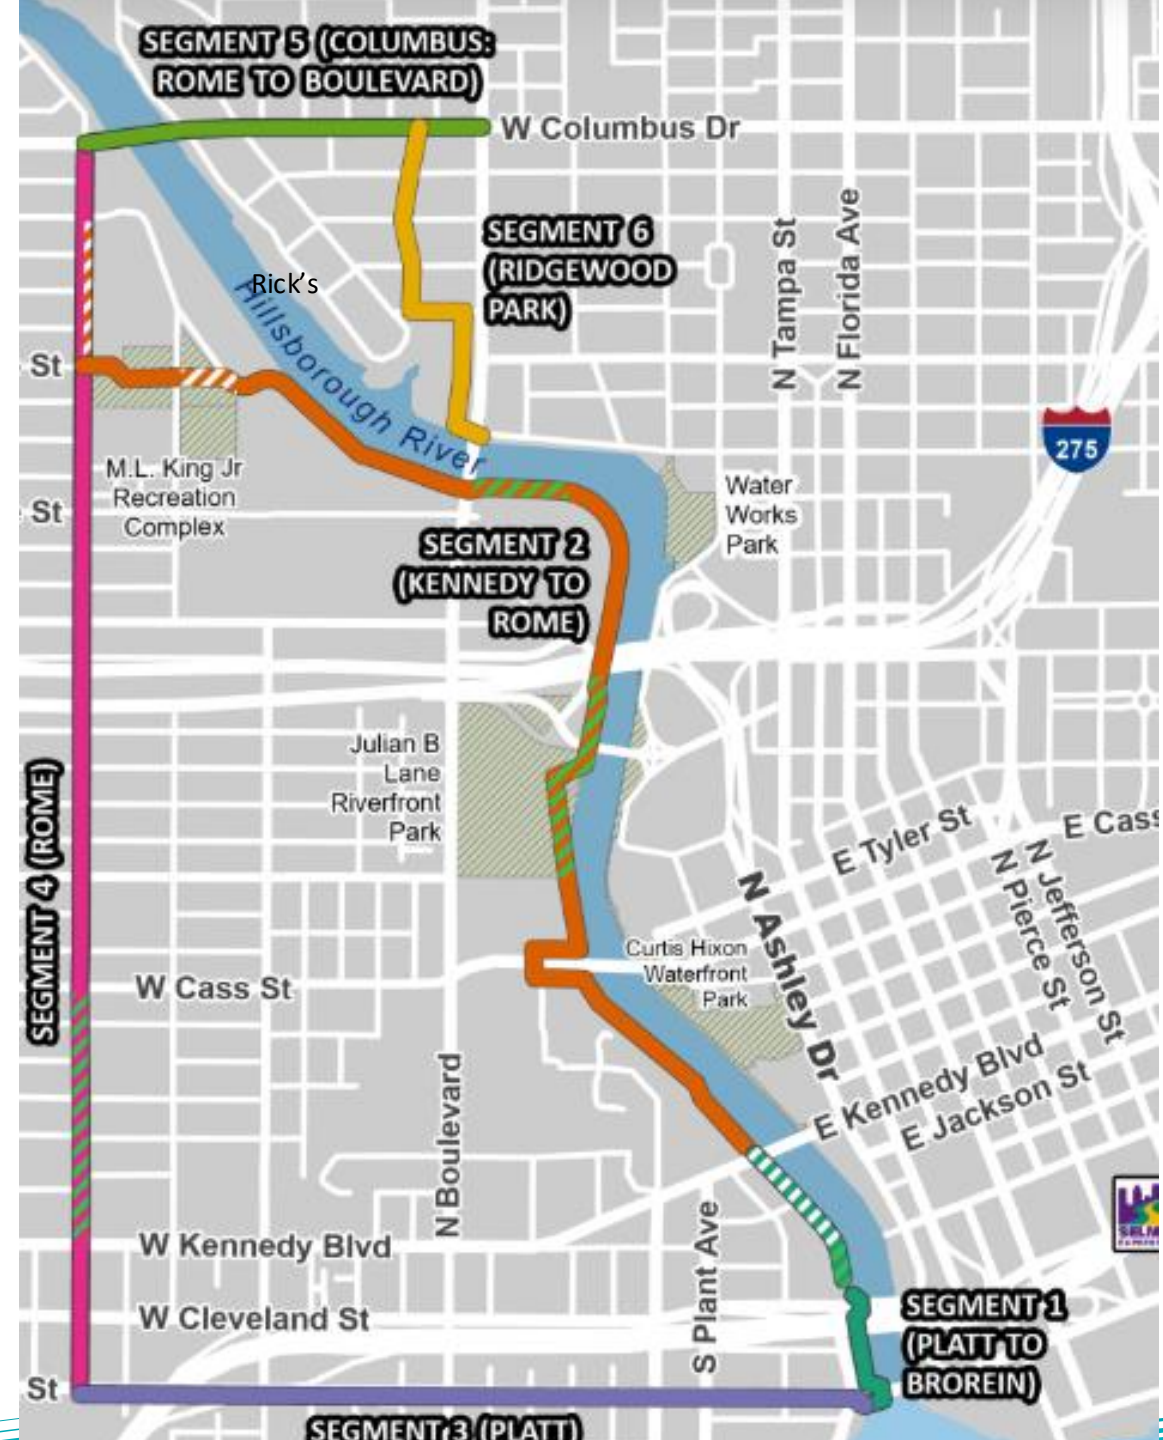 SEGMENT 5 (COLUMBUS:
ROME TO BOULEVARD)
W Columbus Dr
SEGMENT 6
(RIDGEWOOD
PARK)
N Tampa St
N Florida Ave
Rick's
Hillsborough River
St
275
M.L. King Jr
Recreation
Complex
St
Water
Works
Park
SEGMENT 2
(KENNEDY TO
ROME)
Julian B
Lane
Riverfront
Park
SEGMENT 4 (ROME)
E Tyler St
E Cass
N Ashley Dr
N Pierce St
N Jefferson St
Curtis Hixon
Waterfront
Park
W Cass St
N Boulevard
E Kennedy Blvd
E Jackson St
W Kennedy Blvd
S Plant Ave
W Cleveland St
SEGMENT 1
(PLATT TO
BROREIN)
St
SEGMENT 3 (PLATT)